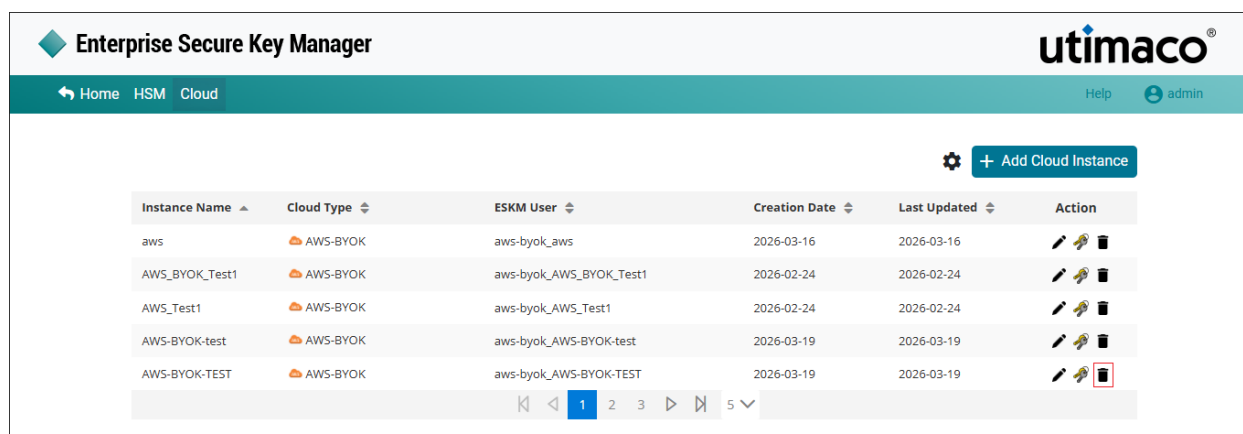 Enterprise Secure Key Manager
utimaco®
Home HSM Cloud Help admin
+ Add Cloud Instance
Instance Name Cloud Type ESKM User Creation Date Last Updated Action
aws AWS-BYOK aws-byok_aws 2026-03-16 2026-03-16
AWS_BYOK_Test1 AWS-BYOK aws-byok_AWS_BYOK_Test1 2026-02-24 2026-02-24
AWS_Test1 AWS-BYOK aws-byok_AWS_Test1 2026-02-24 2026-02-24
AWS-BYOK-test AWS-BYOK aws-byok_AWS-BYOK-test 2026-03-19 2026-03-19
AWS-BYOK-TEST AWS-BYOK aws-byok_AWS-BYOK-TEST 2026-03-19 2026-03-19
1 2 3 5